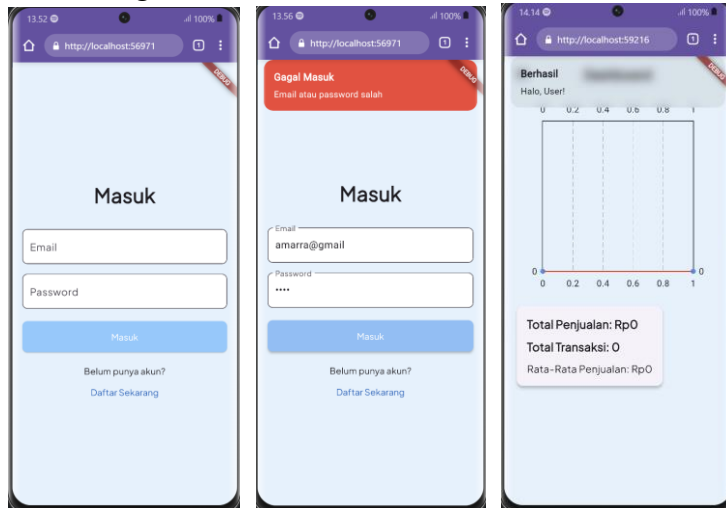 13.52
100%
http://localhost:56971
1
DEBUG
Masuk
Email
Password
Masuk
Belum punya akun?
Daftar Sekarang
13.56
100%
http://localhost:56971
1
DEBUG
Gagal Masuk
Email atau password salah
Masuk
Email
amarra@gmail
Password
Masuk
Belum punya akun?
Daftar Sekarang
14.14
100%
http://localhost:59216
1
DEBUG
Berhasil
Halo, User!
0 0.2 0.4 0.6 0.8 1
0 0
0 0.2 0.4 0.6 0.8 1
Total Penjualan: Rp0
Total Transaksi: 0
Rata-Rata Penjualan: Rp0